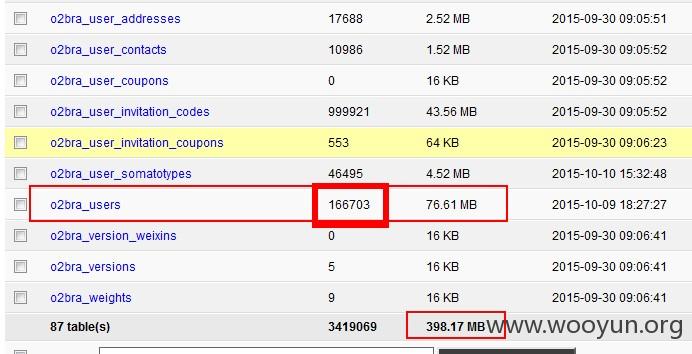 o2bra_user_addresses 17688 2.52 MB 2015-09-30 09:05:51
o2bra_user_contacts 10986 1.52 MB 2015-09-30 09:05:52
o2bra_user_coupons 0 16 KB 2015-09-30 09:05:52
o2bra_user_invitation_codes 999921 43.56 MB 2015-09-30 09:05:52
o2bra_user_invitation_coupons 553 64 KB 2015-09-30 09:06:23
o2bra_user_somatotypes 46495 4.52 MB 2015-10-10 15:32:48
o2bra_users 166703 76.61 MB 2015-10-09 18:27:27
o2bra_version_weixins 0 16 KB 2015-09-30 09:06:41
o2bra_versions 5 16 KB 2015-09-30 09:06:41
o2bra_weights 9 16 KB 2015-09-30 09:06:41
87 table(s) 3419069 398.17 MB
www.wooyun.org